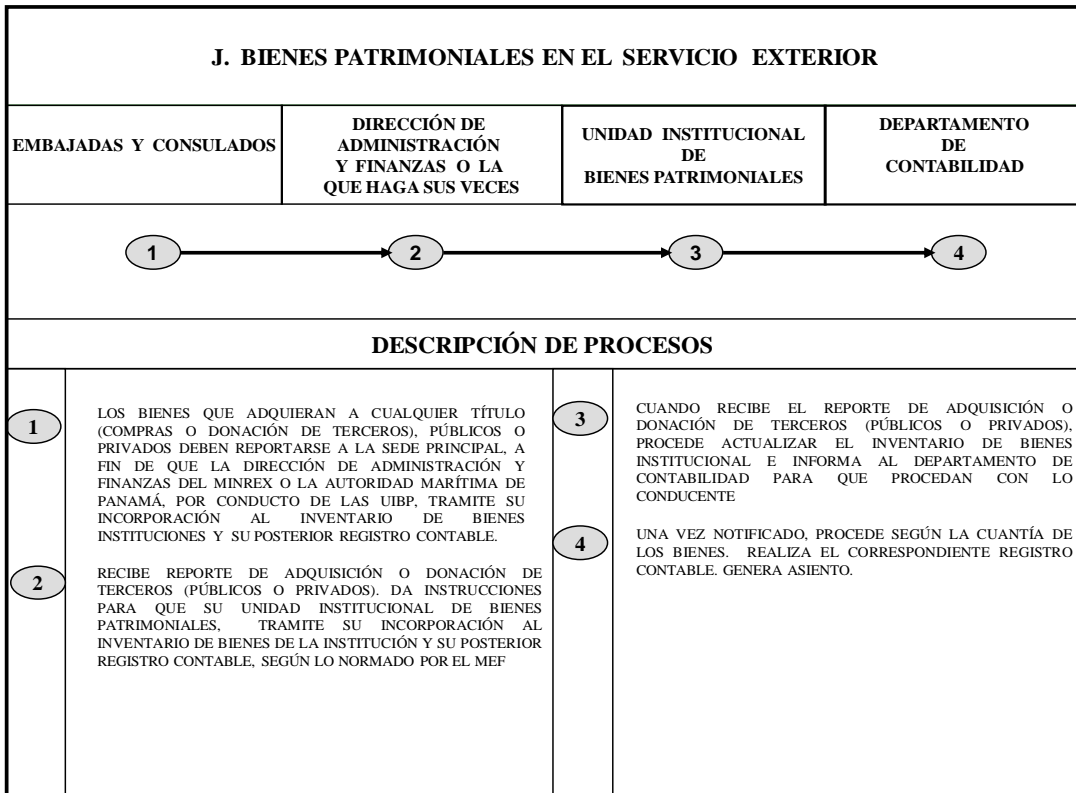 J. BIENES PATRIMONIALES EN EL SERVICIO EXTERIOR
EMBAJADAS Y CONSULADOS
DIRECCIÓN DE
ADMINISTRACIÓN
Y FINANZAS O LA
QUE HAGA SUS VECES
UNIDAD INSTITUCIONAL
DE
BIENES PATRIMONIALES
DEPARTAMENTO
DE
CONTABILIDAD
1
2
3
4
DESCRIPCIÓN DE PROCESOS
1
LOS BIENES QUE ADQUIERAN A CUALQUIER TÍTULO
(COMPRAS O DONACIÓN DE TERCEROS), PÚBLICOS O
PRIVADOS DEBEN REPORTARSE A LA SEDE PRINCIPAL, A
FIN DE QUE LA DIRECCIÓN DE ADMINISTRACIÓN Y
FINANZAS DEL MINREX O LA AUTORIDAD MARÍTIMA DE
PANAMÁ, POR CONDUCTO DE LAS UIBP, TRAMITE SU
INCORPORACIÓN AL INVENTARIO DE BIENES
INSTITUCIONES Y SU POSTERIOR REGISTRO CONTABLE.
2
RECIBE REPORTE DE ADQUISICIÓN O DONACIÓN DE
TERCEROS (PÚBLICOS O PRIVADOS). DA INSTRUCCIONES
PARA QUE SU UNIDAD INSTITUCIONAL DE BIENES
PATRIMONIALES, TRAMITE SU INCORPORACIÓN AL
INVENTARIO DE BIENES DE LA INSTITUCIÓN Y SU POSTERIOR
REGISTRO CONTABLE, SEGÚN LO NORMADO POR EL MEF
3
CUANDO RECIBE EL REPORTE DE ADQUISICIÓN O
DONACIÓN DE TERCEROS (PÚBLICOS O PRIVADOS),
PROCEDE ACTUALIZAR EL INVENTARIO DE BIENES
INSTITUCIONAL E INFORMA AL DEPARTAMENTO DE
CONTABILIDAD PARA QUE PROCEDAN CON LO
CONDUCENTE
4
UNA VEZ NOTIFICADO, PROCEDE SEGÚN LA CUANTÍA DE
LOS BIENES. REALIZA EL CORRESPONDIENTE REGISTRO
CONTABLE. GENERA ASIENTO.